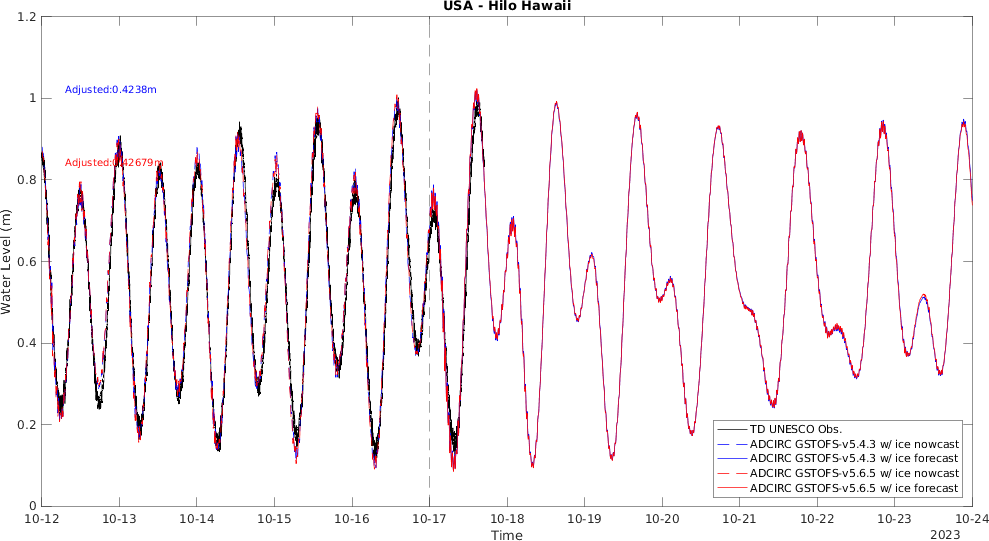 USA - Hilo Hawaii
1.2
1
0.8
0.6
0.4
0.2
0
Water Level (m)
Adjusted:0.4238m
Adjusted:0.42679m
TD UNESCO Obs.
ADCIRC GSTOFS-v5.4.3 w/ ice nowcast
ADCIRC GSTOFS-v5.4.3 w/ ice forecast
ADCIRC GSTOFS-v5.6.5 w/ ice nowcast
ADCIRC GSTOFS-v5.6.5 w/ ice forecast
10-12 10-13 10-14 10-15 10-16 10-17 10-18 10-19 10-20 10-21 10-22 10-23 10-24
Time
2023